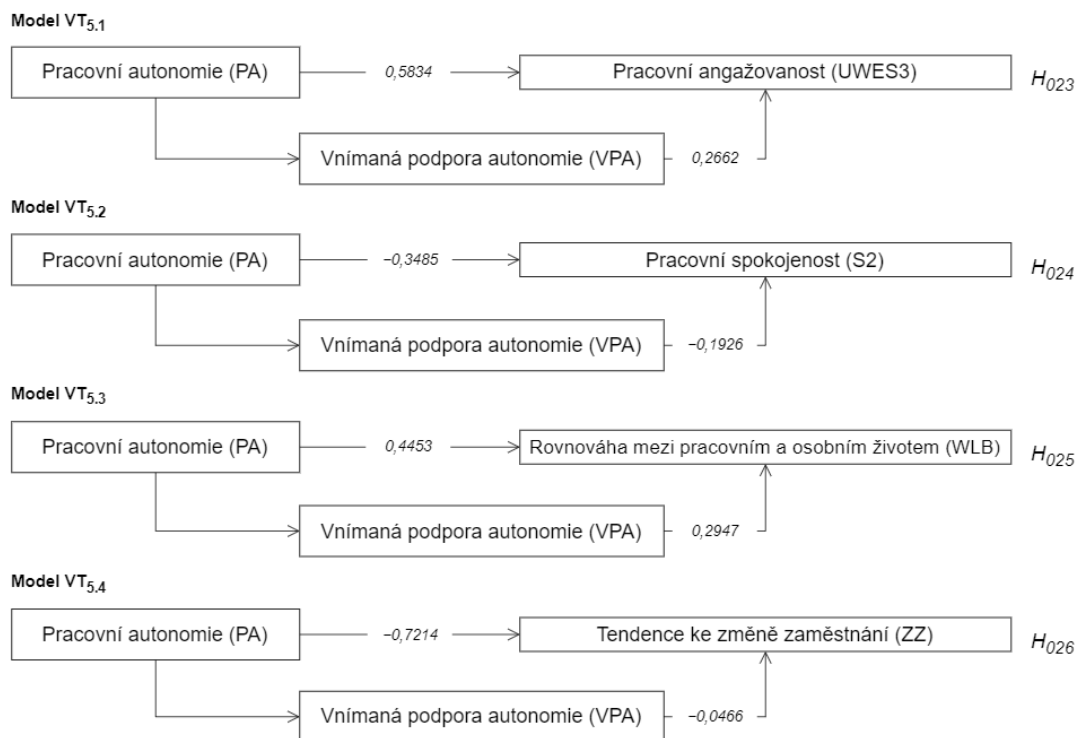 Model VT5.1
Pracovní autonomie (PA) 0,5834 Pracovní angažovanost (UWES3) H023
Vnímaná podpora autonomie (VPA) 0,2662
Model VT5.2
Pracovní autonomie (PA) −0,3485 Pracovní spokojenost (S2) H024
Vnímaná podpora autonomie (VPA) −0,1926
Model VT5.3
Pracovní autonomie (PA) 0,4453 Rovnováha mezi pracovním a osobním životem (WLB) H025
Vnímaná podpora autonomie (VPA) 0,2947
Model VT5.4
Pracovní autonomie (PA) −0,7214 Tendence ke změně zaměstnání (ZZ) H026
Vnímaná podpora autonomie (VPA) −0,0466